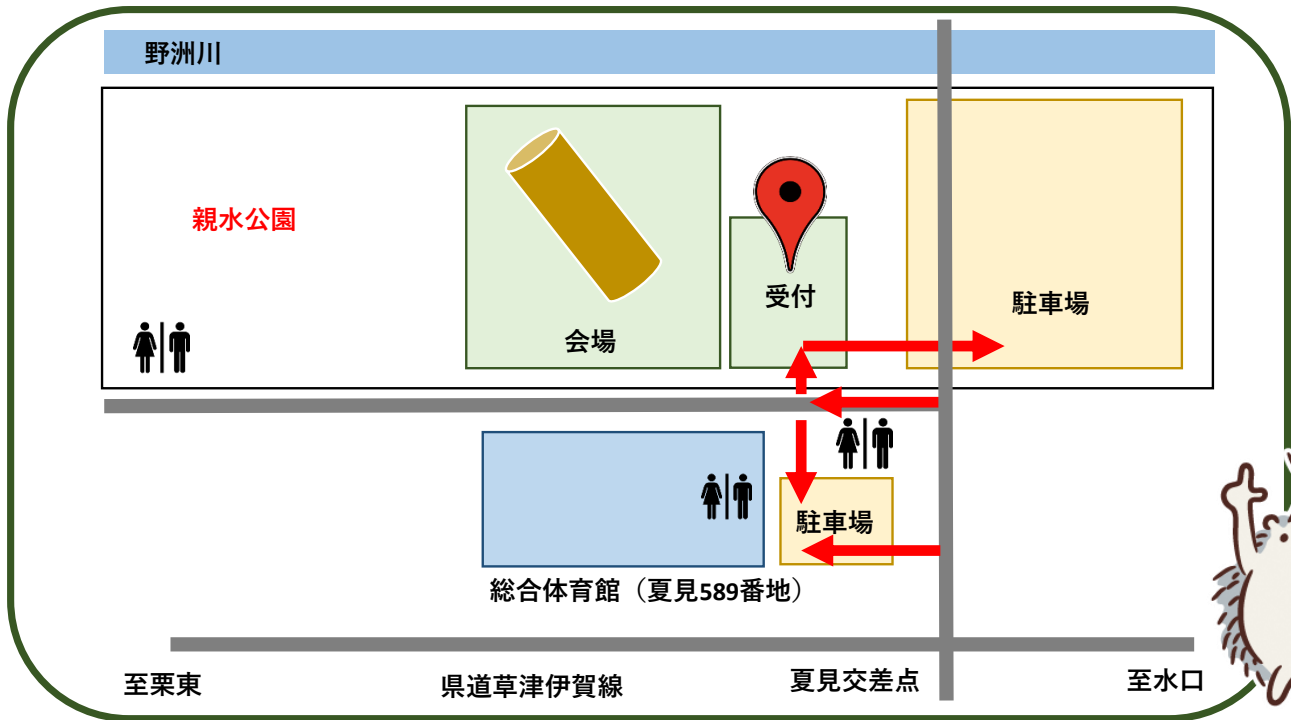 野洲川
親水公園
受付
駐車場
会場
駐車場
総合体育館（夏見589番地）
至栗東
県道草津伊賀線
夏見交差点
至水口